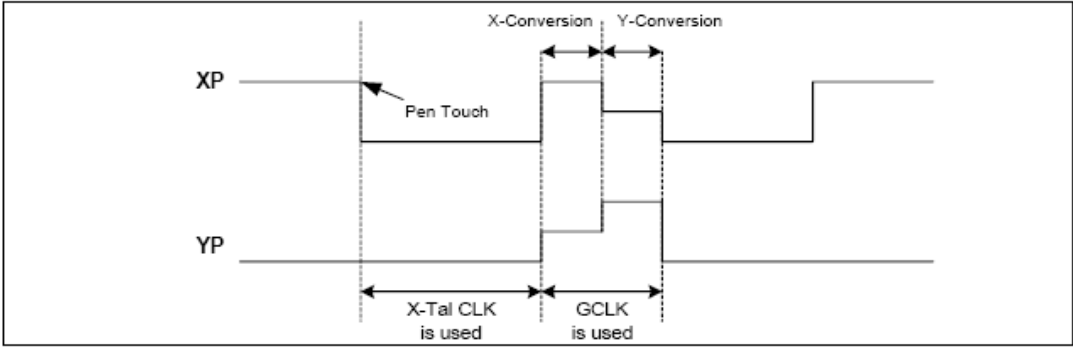 X-Conversion Y-Conversion
XP
Pen Touch
YP
X-Tal CLK
is used
GCLK
is used